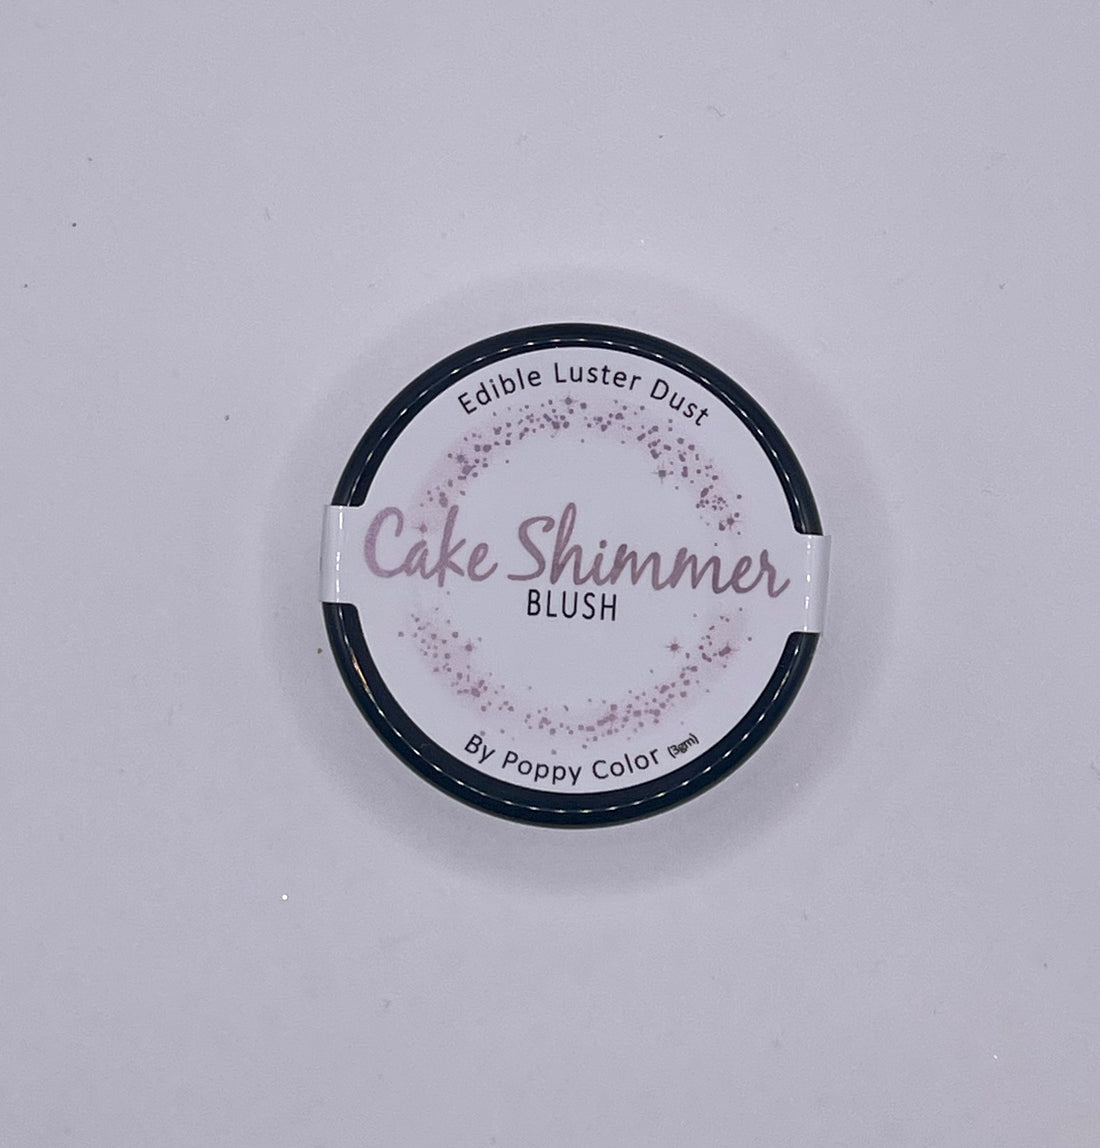 Edible Luster Dust
Cake Shimmer
BLUSH
By Poppy Color (3gm)